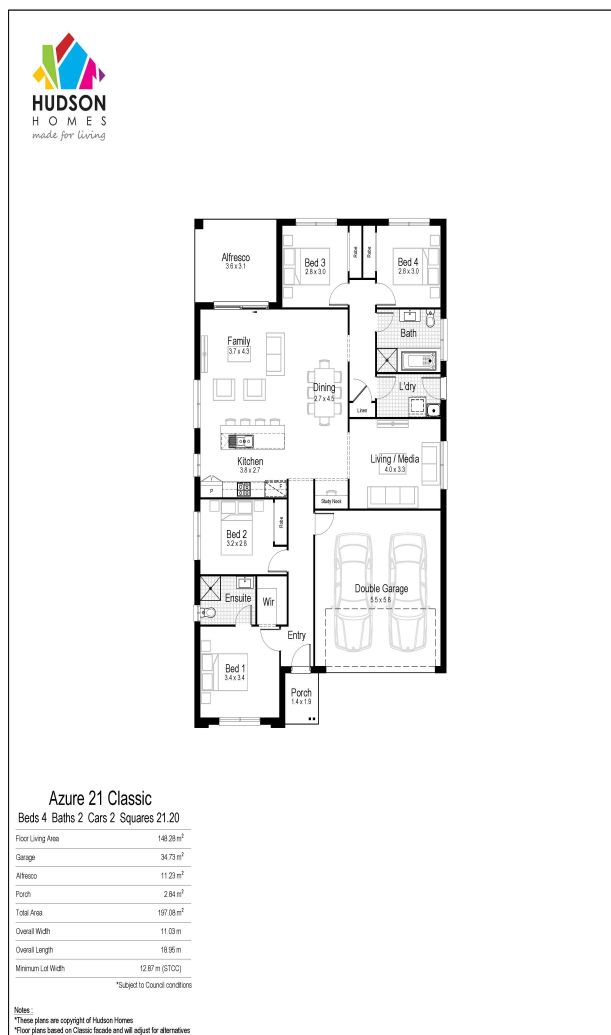 HUDSON
HOMES
made for living
Alfresco
3.6 x 3.1
Bed 3
2.8 x 3.0
Robe
Robe
Bed 4
2.8 x 3.0
Bath
Family
3.7 x 4.3
Dining
2.7 x 4.5
L'dry
Linen
Kitchen
3.8 x 2.7
Living / Media
4.0 x 3.3
P
F
Study Nook
Bed 2
3.2 x 2.8
Robe
Double Garage
5.5 x 5.8
Ensuite
Wir
Entry
Bed 1
3.4 x 3.4
Porch
1.4 x 1.9
Azure 21 Classic
Beds 4 Baths 2 Cars 2 Squares 21.20
Floor Living Area 148.28 m²
Garage 34.73 m²
Alfresco 11.23 m²
Porch 2.84 m²
Total Area 197.08 m²
Overall Width 11.03 m
Overall Length 18.95 m
Minimum Lot Width 12.87 m (STCC)
*Subject to Council conditions
Notes :
*These plans are copyright of Hudson Homes
*Floor plans based on Classic facade and will adjust for alternatives